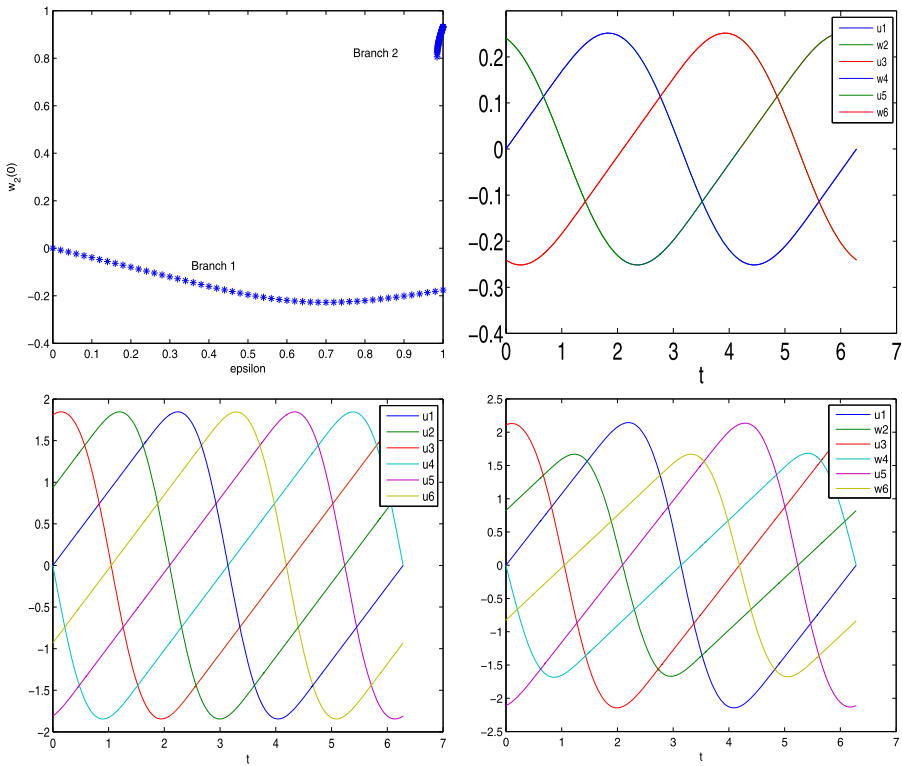 1
0.8
0.6
0.4
0.2
0
−0.2
−0.4
w2(0)
Branch 2
Branch 1
0 0.1 0.2 0.3 0.4 0.5 0.6 0.7 0.8 0.9 1
epsilon
0.2
0.1
0
−0.1
−0.2
−0.3
−0.4
u1
w2
u3
w4
u5
w6
0 1 2 3 4 5 6 7
t
2
1.5
1
0.5
0
−0.5
−1
−1.5
−2
u1
u2
u3
u4
u5
u6
0 1 2 3 4 5 6 7
t
2.5
2
1.5
1
0.5
0
−0.5
−1
−1.5
−2
−2.5
u1
w2
u3
w4
u5
w6
0 1 2 3 4 5 6 7
t